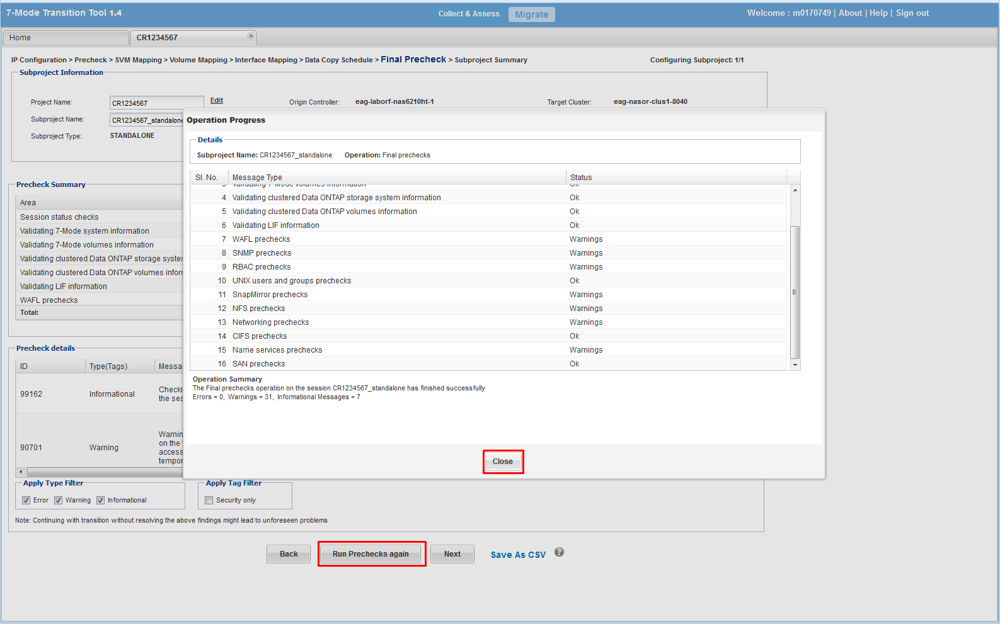 7-Mode Transition Tool 1.4
Collect & Assess
Migrate
Welcome : m0170749 | About | Help | Sign out
Home
CR1234567
IP Configuration > Precheck > SVM Mapping > Volume Mapping > Interface Mapping > Data Copy Schedule > Final Precheck > Subproject Summary
Configuring Subproject: 1/1
Subproject Information
Project Name:
CR1234567
Edit
Origin Controller:
eag-laborf-nas6210ht-1
Target Cluster:
eag-nasor-clus1-8040
Subproject Name:
CR1234567_standalone
Subproject Type:
STANDALONE
Precheck Summary
Area
Session status checks
Validating 7-Mode system information
Validating 7-Mode volumes information
Validating clustered Data ONTAP storage syste
Validating clustered Data ONTAP volumes infor
Validating LIF information
WAFL prechecks
Total:
Precheck details
ID
Type(Tags)
Messa
99162
Informational
Checki
the ses
90701
Warning
Warnin
on the
access
tempor
Operation Progress
Details
Subproject Name: CR1234567_standalone
Operation: Final prechecks
Sl. No.
Message Type
Status
3 Validating 7-Mode volumes information Ok
4 Validating clustered Data ONTAP storage system information Ok
5 Validating clustered Data ONTAP volumes information Ok
6 Validating LIF information Ok
7 WAFL prechecks Warnings
8 SNMP prechecks Warnings
9 RBAC prechecks Warnings
10 UNIX users and groups prechecks Ok
11 SnapMirror prechecks Warnings
12 NFS prechecks Warnings
13 Networking prechecks Warnings
14 CIFS prechecks Ok
15 Name services prechecks Warnings
16 SAN prechecks Ok
Operation Summary
The Final prechecks operation on the session CR1234567_standalone has finished successfully
Errors = 0, Warnings = 31, Informational Messages = 7
Close
Apply Type Filter
Error
Warning
Informational
Apply Tag Filter
Security only
Note: Continuing with transition without resolving the above findings might lead to unforeseen problems
Back
Run Prechecks again
Next
Save As CSV
?